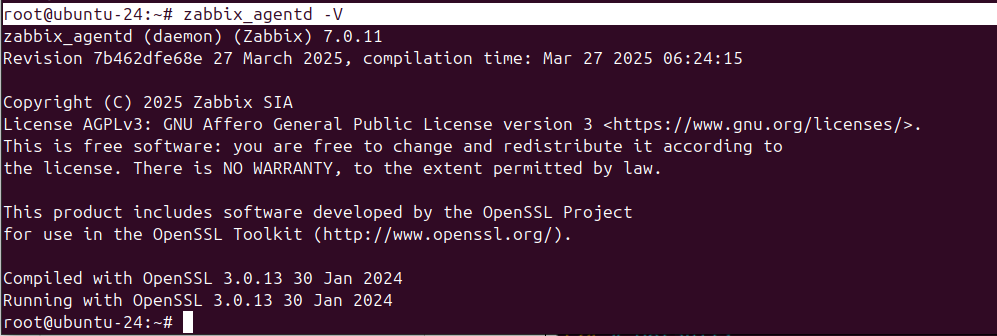 root@ubuntu-24:~# zabbix_agentd -V
zabbix_agentd (daemon) (Zabbix) 7.0.11
Revision 7b462dfe68e 27 March 2025, compilation time: Mar 27 2025 06:24:15
Copyright (C) 2025 Zabbix SIA
License AGPLv3: GNU Affero General Public License version 3 <https://www.gnu.org/licenses/>.
This is free software: you are free to change and redistribute it according to
the license. There is NO WARRANTY, to the extent permitted by law.
This product includes software developed by the OpenSSL Project
for use in the OpenSSL Toolkit (http://www.openssl.org/).
Compiled with OpenSSL 3.0.13 30 Jan 2024
Running with OpenSSL 3.0.13 30 Jan 2024
root@ubuntu-24:~#